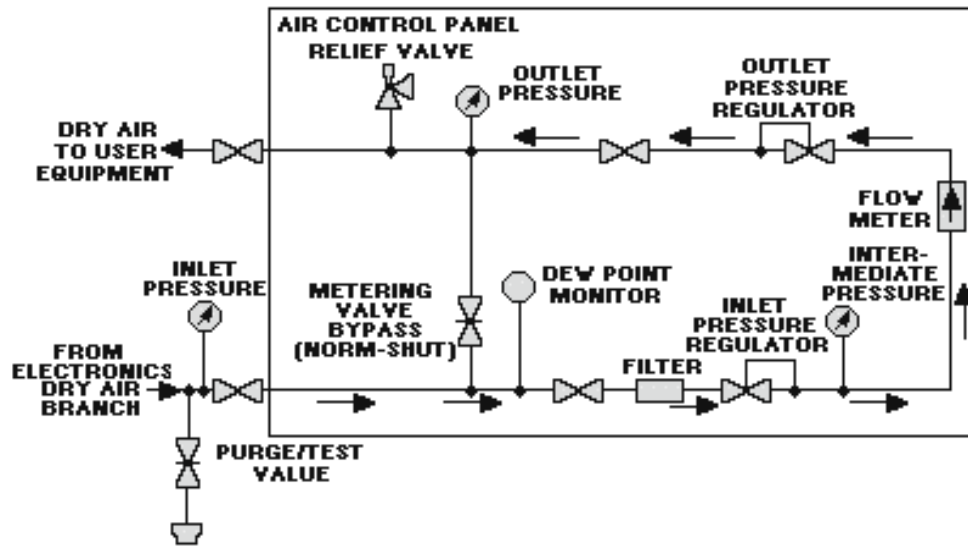 AIR CONTROL PANEL
RELIEF VALVE
OUTLET
PRESSURE
OUTLET
PRESSURE
REGULATOR
DRY AIR
TO USER
EQUIPMENT
FLOW
METER
INLET
PRESSURE
METERING
VALVE
BYPASS
(NORM-SHUT)
DEW POINT
MONITOR
INTER-
MEDIATE
PRESSURE
INLET
PRESSURE
REGULATOR
FILTER
FROM
ELECTRONICS
DRY AIR
BRANCH
PURGE/TEST
VALUE